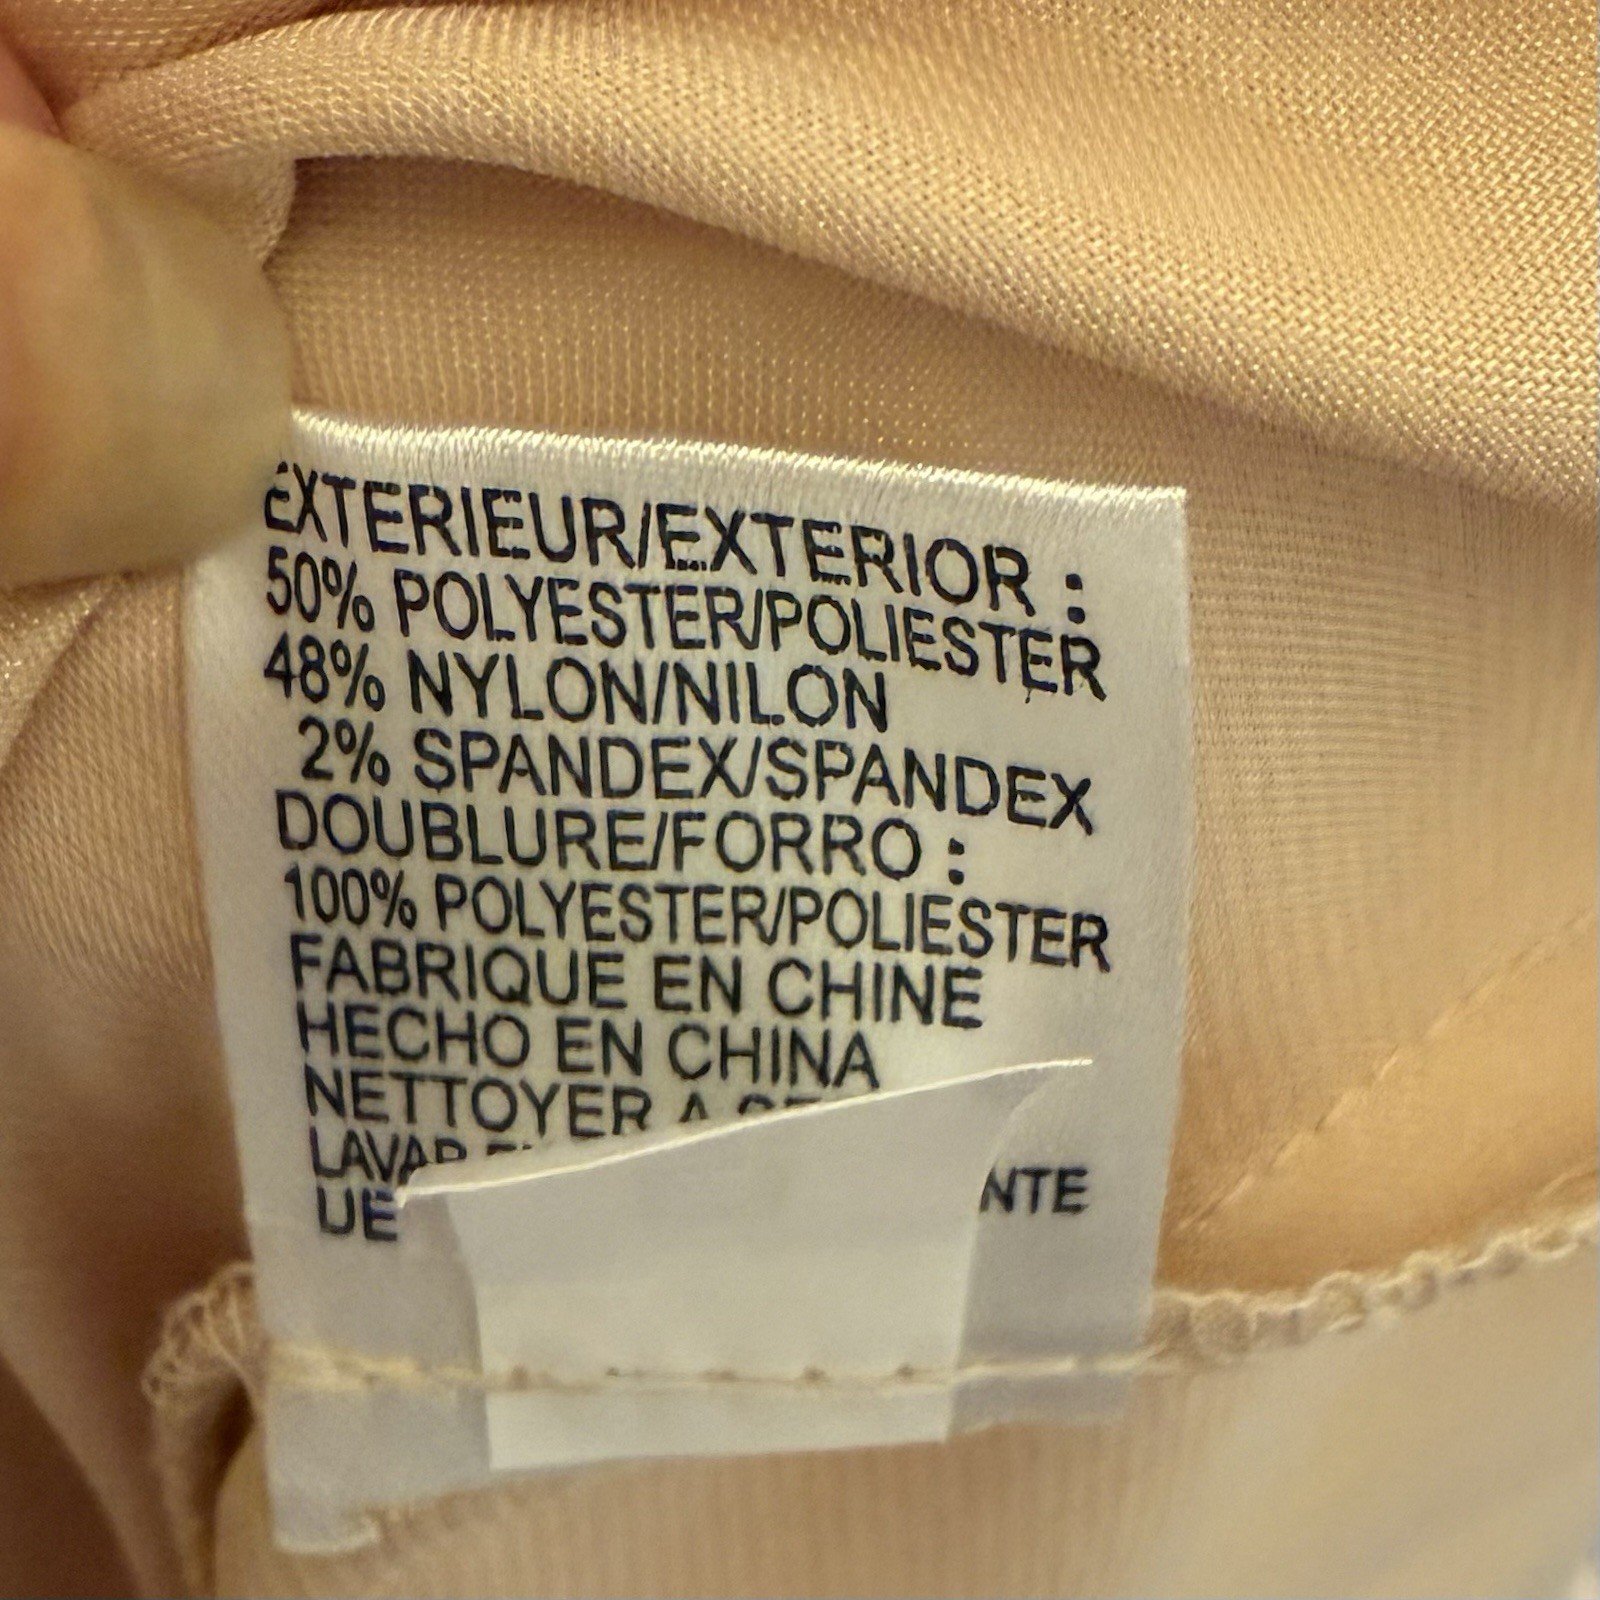 EXTERIEUR/EXTERIOR :
50% POLYESTER/POLIESTER
48% NYLON/NILON
2% SPANDEX/SPANDEX
DOUBLURE/FORRO :
100% POLYESTER/POLIESTER
FABRIQUE EN CHINE
HECHO EN CHINA
NETTOYER A
LAVAR